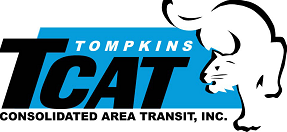 TOMPKINS
TCAT
CONSOLIDATED AREA TRANSIT, INC.